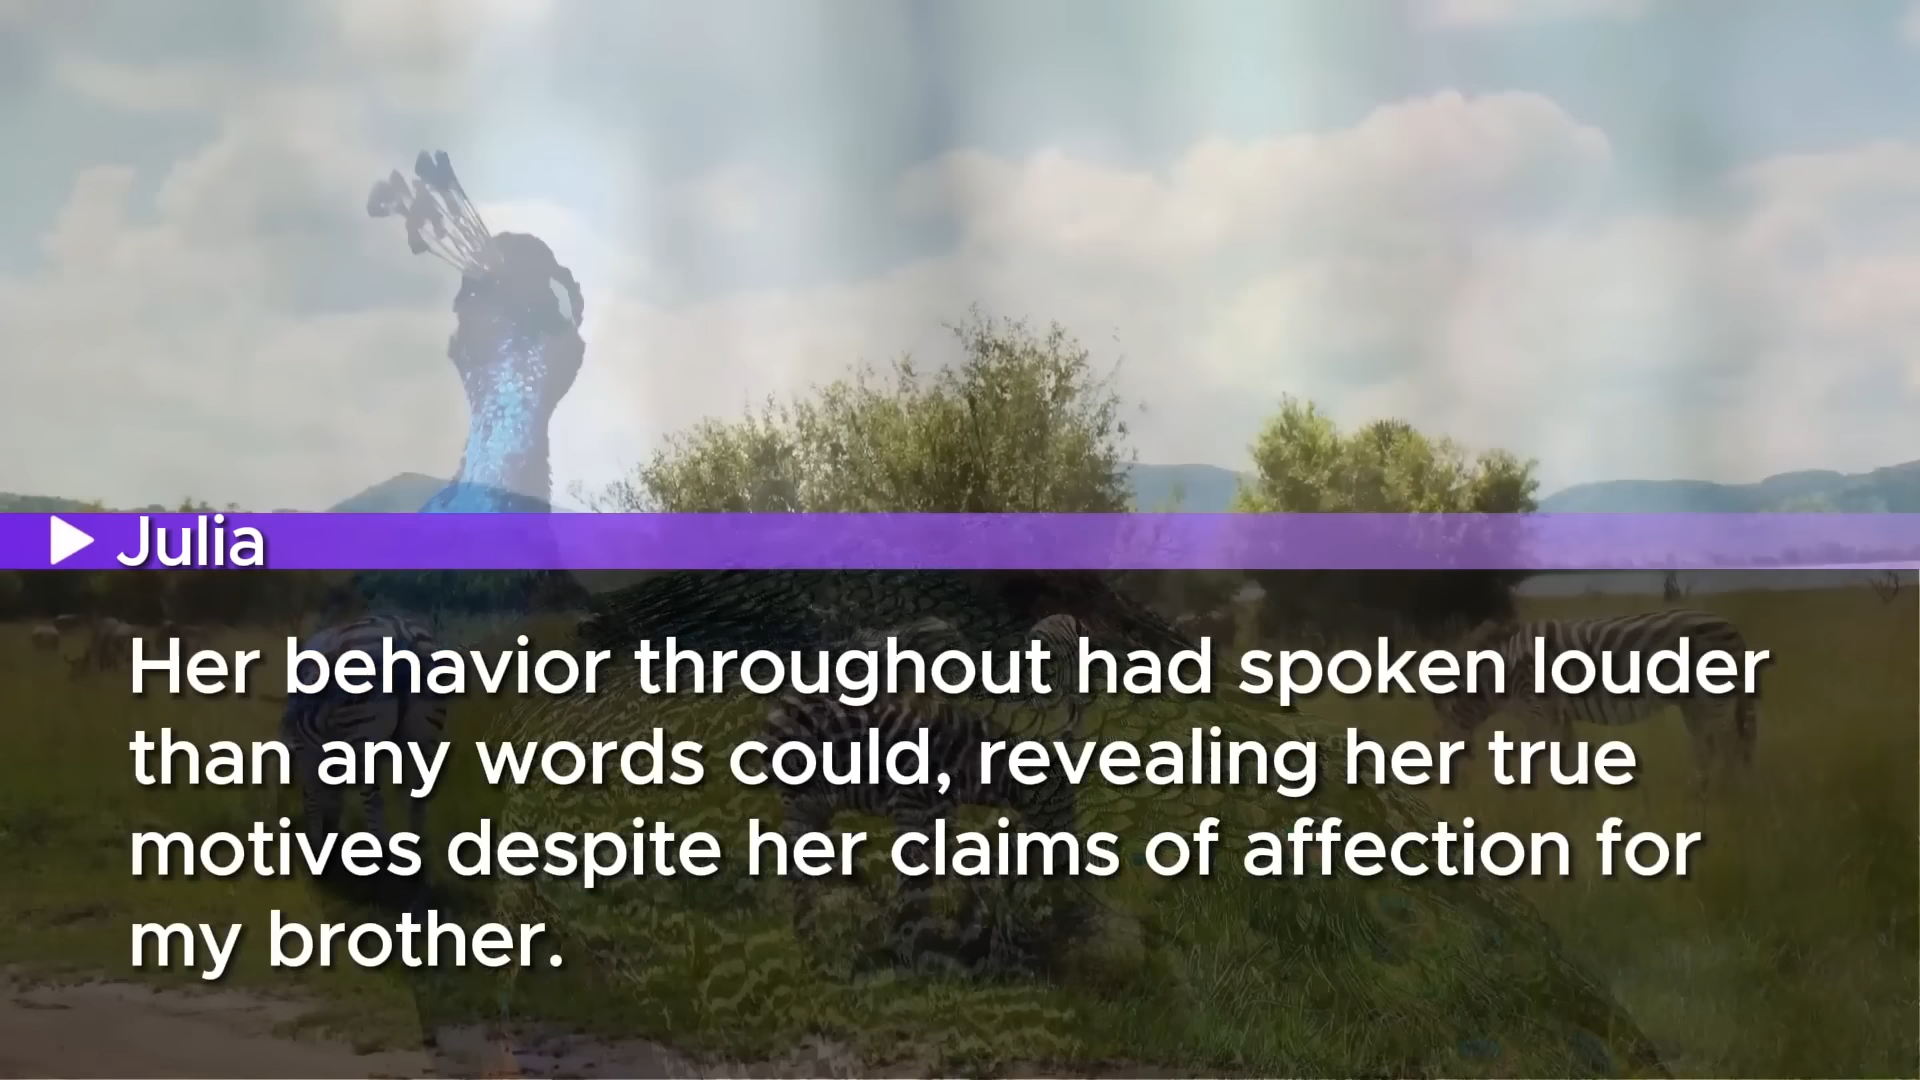 Julia
Her behavior throughout had spoken louder
than any words could, revealing her true
motives despite her claims of affection for
my brother.